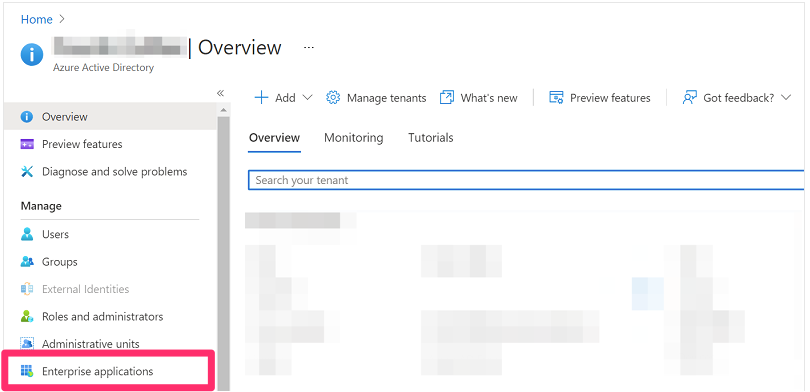 Home >
| Overview ...
Azure Active Directory
«
Overview
Preview features
Diagnose and solve problems
Manage
Users
Groups
External Identities
Roles and administrators
Administrative units
Enterprise applications
+ Add Manage tenants What's new Preview features Got feedback?
Overview Monitoring Tutorials
Search your tenant